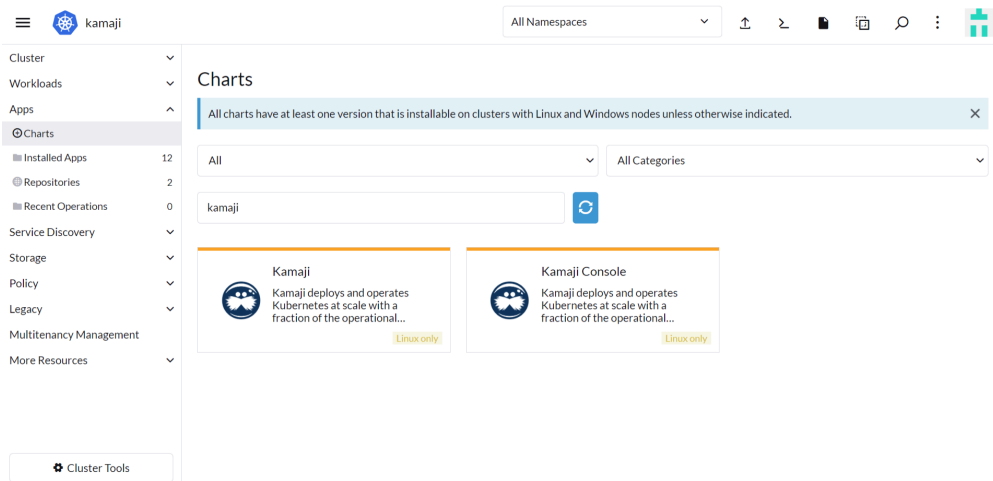 kamaji
All Namespaces
Cluster
Workloads
Apps
Charts
Installed Apps 12
Repositories 2
Recent Operations 0
Service Discovery
Storage
Policy
Legacy
Multitenancy Management
More Resources
Cluster Tools
Charts
All charts have at least one version that is installable on clusters with Linux and Windows nodes unless otherwise indicated.
All
All Categories
kamaji
Kamaji
Kamaji deploys and operates
Kubernetes at scale with a
fraction of the operational...
Linux only
Kamaji Console
Kamaji deploys and operates
Kubernetes at scale with a
fraction of the operational...
Linux only